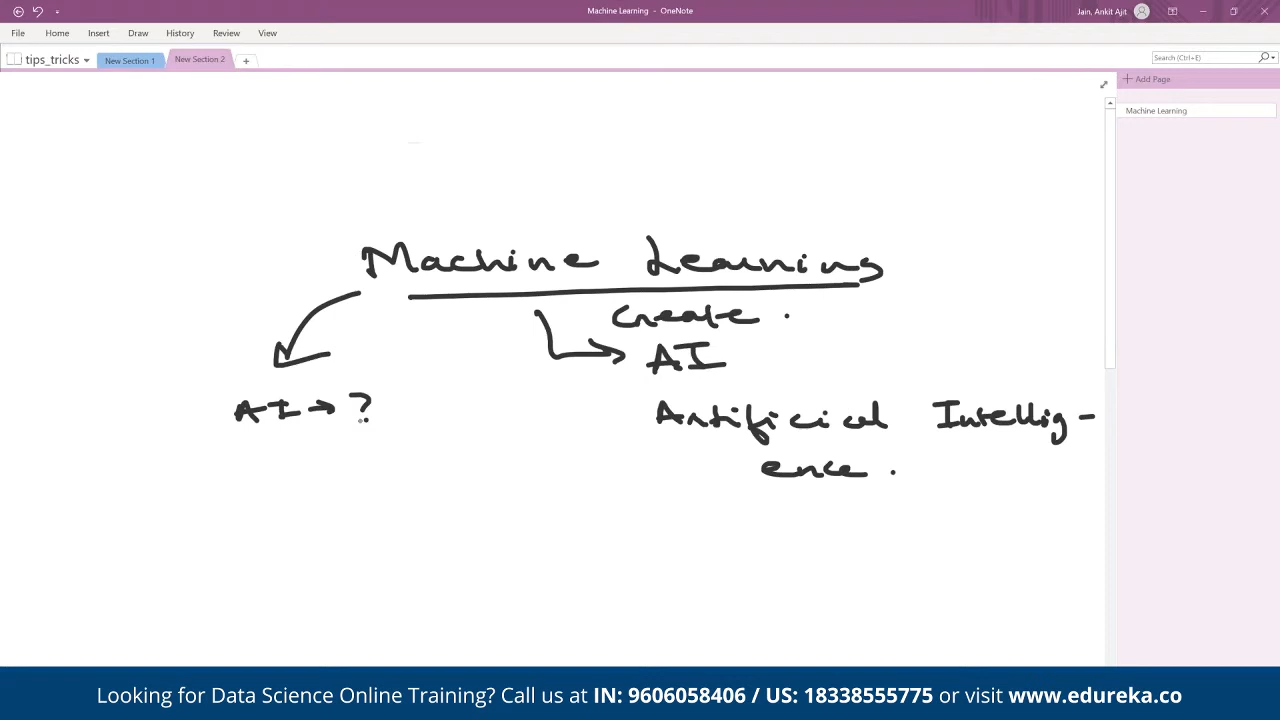 Machine Learning - OneNote
Jain, Ankit Ajit
File Home Insert Draw History Review View
tips_tricks New Section 1 New Section 2 +
Search (Ctrl+E)
Add Page
Machine Learning
Machine Learning
Create .
AI
AI → ?
Artificial Intellig-
ence .
Looking for Data Science Online Training? Call us at IN: 9606058406 / US: 18338555775 or visit www.edureka.co